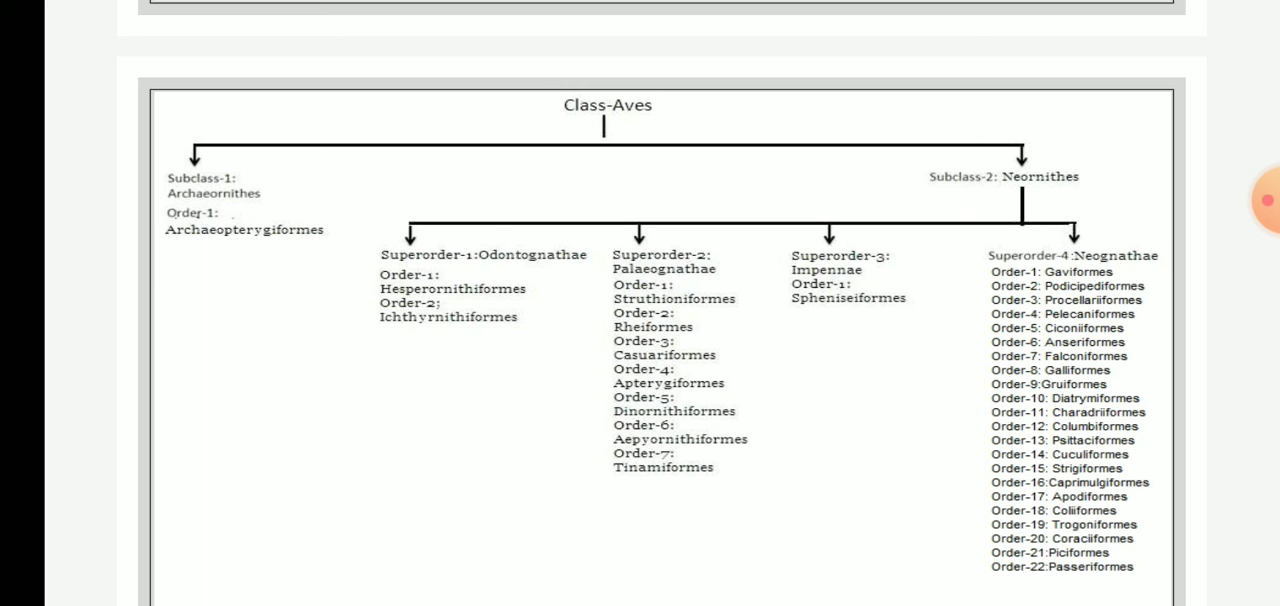 Class-Aves
Subclass-1:
Archaeornithes
Order-1:
Archaeopterygiformes
Subclass-2: Neornithes
Superorder-1:Odontognathae
Order-1:
Hesperornithiformes
Order-2;
Ichthyrnithiformes
Superorder-2:
Palaeognathae
Order-1:
Struthioniformes
Order-2:
Rheiformes
Order-3:
Casuariformes
Order-4:
Apterygiformes
Order-5:
Dinornithiformes
Order-6:
Aepyornithiformes
Order-7:
Tinamiformes
Superorder-3:
Impennae
Order-1:
Spheniseiformes
Superorder-4:Neognathae
Order-1: Gaviformes
Order-2: Podicipediformes
Order-3: Procellariiformes
Order-4: Pelecaniformes
Order-5: Ciconiiformes
Order-6: Anseriformes
Order-7: Falconiformes
Order-8: Galliformes
Order-9:Gruiformes
Order-10: Diatrymiformes
Order-11: Charadriiformes
Order-12: Columbiformes
Order-13: Psittaciformes
Order-14: Cuculiformes
Order-15: Strigiformes
Order-16:Caprimulgiformes
Order-17: Apodiformes
Order-18: Coliiformes
Order-19: Trogoniformes
Order-20: Coraciiformes
Order-21:Piciformes
Order-22:Passeriformes